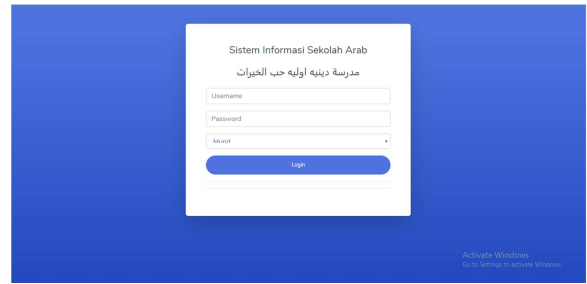 Sistem Informasi Sekolah Arab
مدرسة دينيه اوليه حب الخيرات
Username
Password
Murid
Login
Activate Windows
Go to Settings to activate Windows.